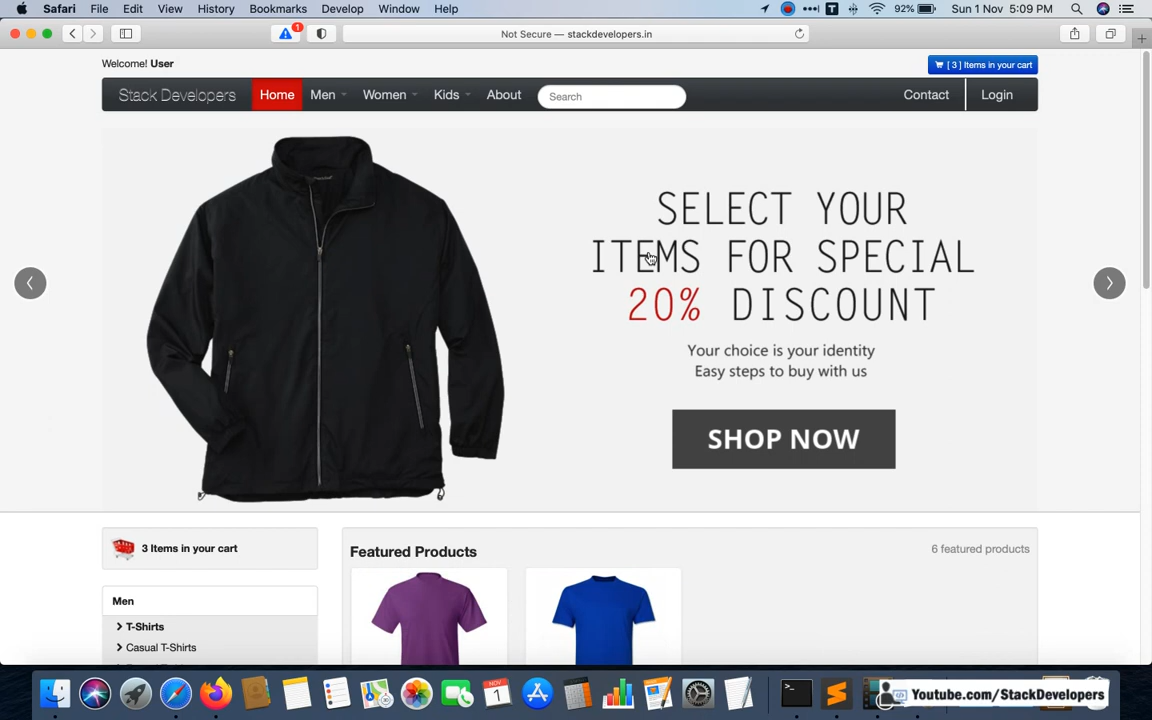 Safari File Edit View History Bookmarks Develop Window Help 92% Sun 1 Nov 5:09 PM
1 Not Secure — stackdevelopers.in
Welcome! User
[ 3 ] Items in your cart
Stack Developers Home Men Women Kids About Search Contact Login
SELECT YOUR
ITEMS FOR SPECIAL
20% DISCOUNT
Your choice is your identity
Easy steps to buy with us
SHOP NOW
3 Items in your cart
Featured Products
6 featured products
Men
T-Shirts
Casual T-Shirts
Youtube.com/StackDevelopers